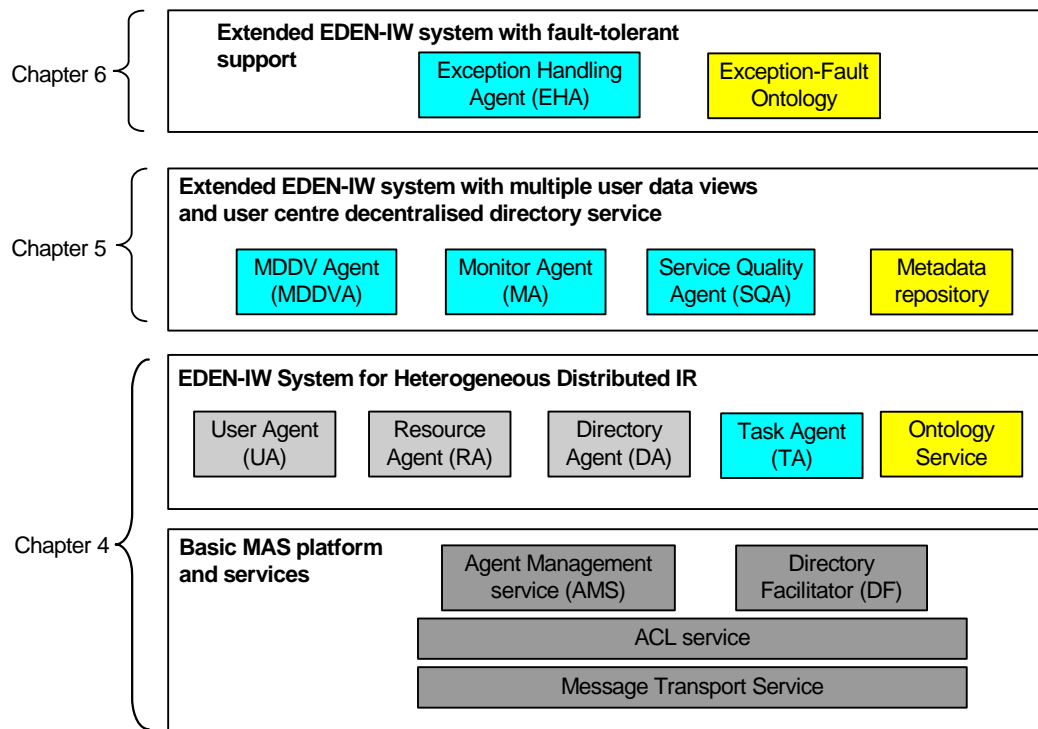 Extended EDEN-IW system with fault-tolerant
support
Chapter 6
Exception Handling
Agent (EHA)
Exception-Fault
Ontology
Extended EDEN-IW system with multiple user data views
and user centre decentralised directory service
Chapter 5
MDDV Agent
(MDDVA)
Monitor Agent
(MA)
Service Quality
Agent (SQA)
Metadata
repository
EDEN-IW System for Heterogeneous Distributed IR
User Agent
(UA)
Resource
Agent (RA)
Directory
Agent (DA)
Task Agent
(TA)
Ontology
Service
Chapter 4
Basic MAS platform
and services
Agent Management
service (AMS)
Directory
Facilitator (DF)
ACL service
Message Transport Service